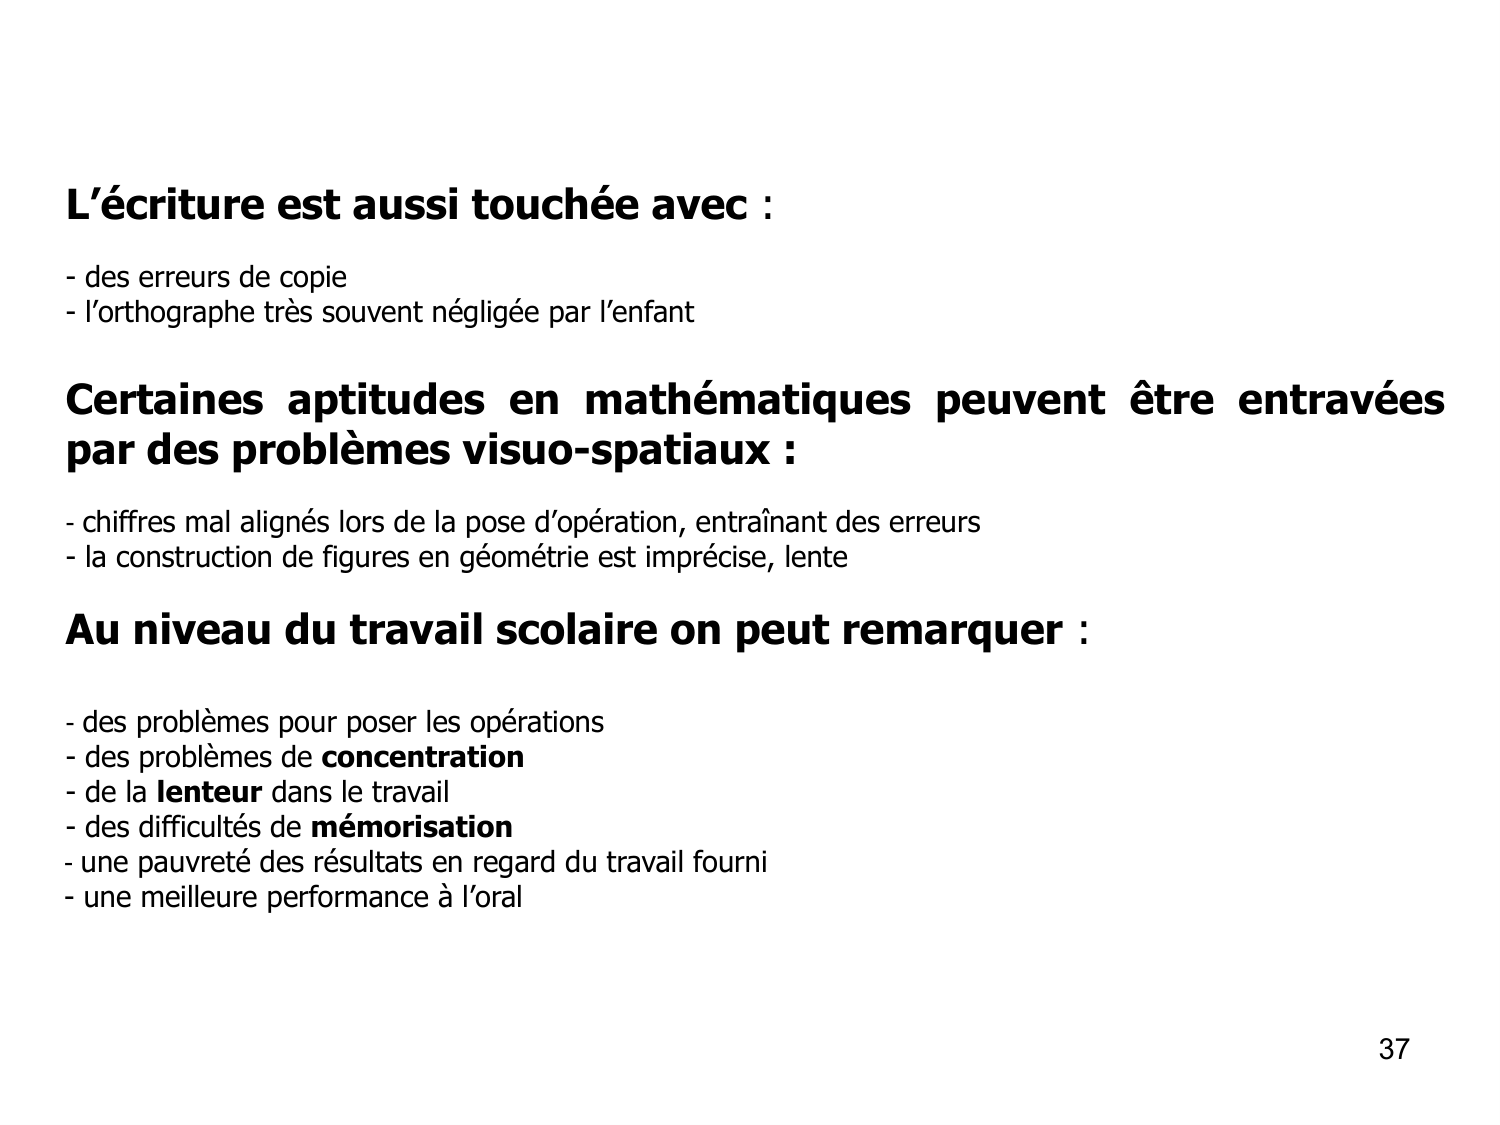 L’écriture est aussi touchée avec :
- des erreurs de copie
- l’orthographe très souvent négligée par l’enfant
Certaines aptitudes en mathématiques peuvent être entravées
par des problèmes visuo-spatiaux :
- chiffres mal alignés lors de la pose d’opération, entraînant des erreurs
- la construction de figures en géométrie est imprécise, lente
Au niveau du travail scolaire on peut remarquer :
- des problèmes pour poser les opérations
- des problèmes de concentration
- de la lenteur dans le travail
- des difficultés de mémorisation
- une pauvreté des résultats en regard du travail fourni
- une meilleure performance à l’oral
37